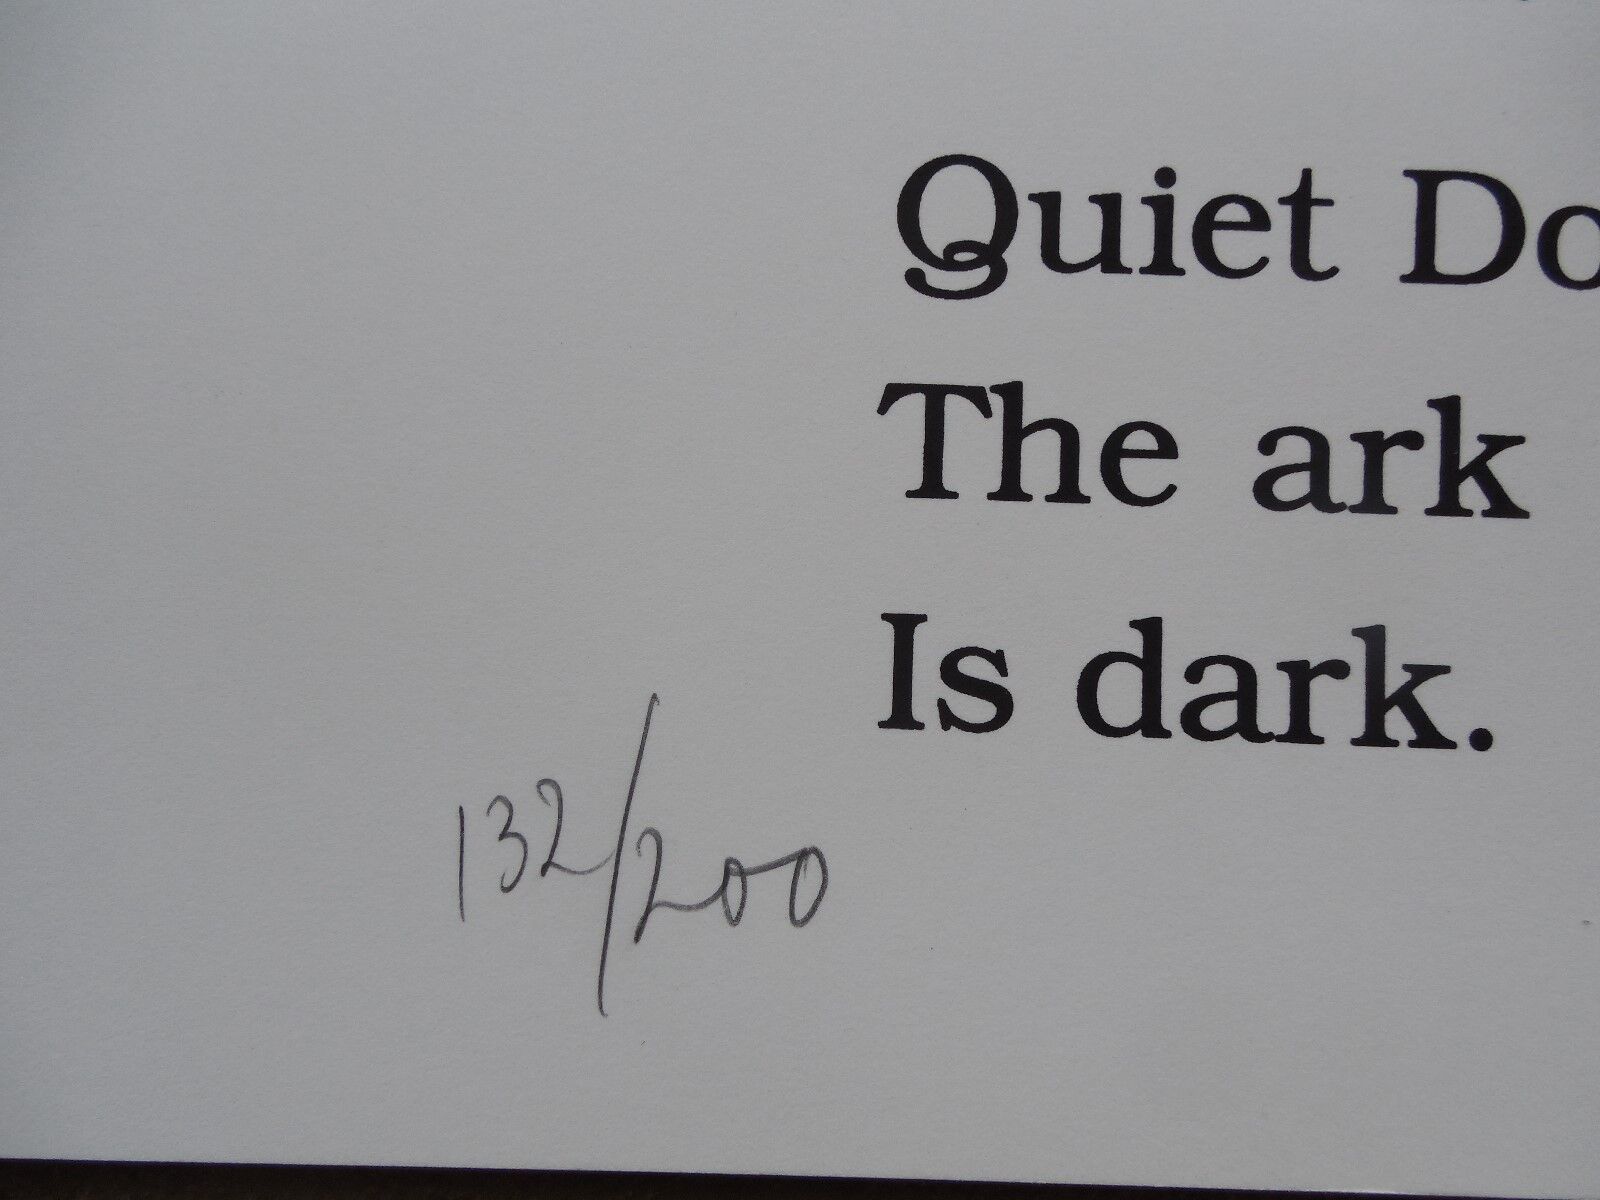 Quiet Do
The ark
Is dark.
132/200